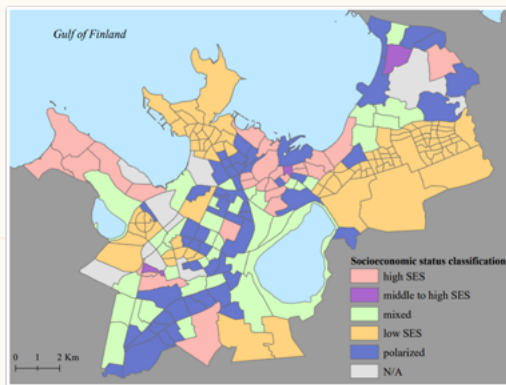 Gulf of Finland
Socioeconomic status classification
high SES
middle to high SES
mixed
low SES
polarized
N/A
0 1 2 Km